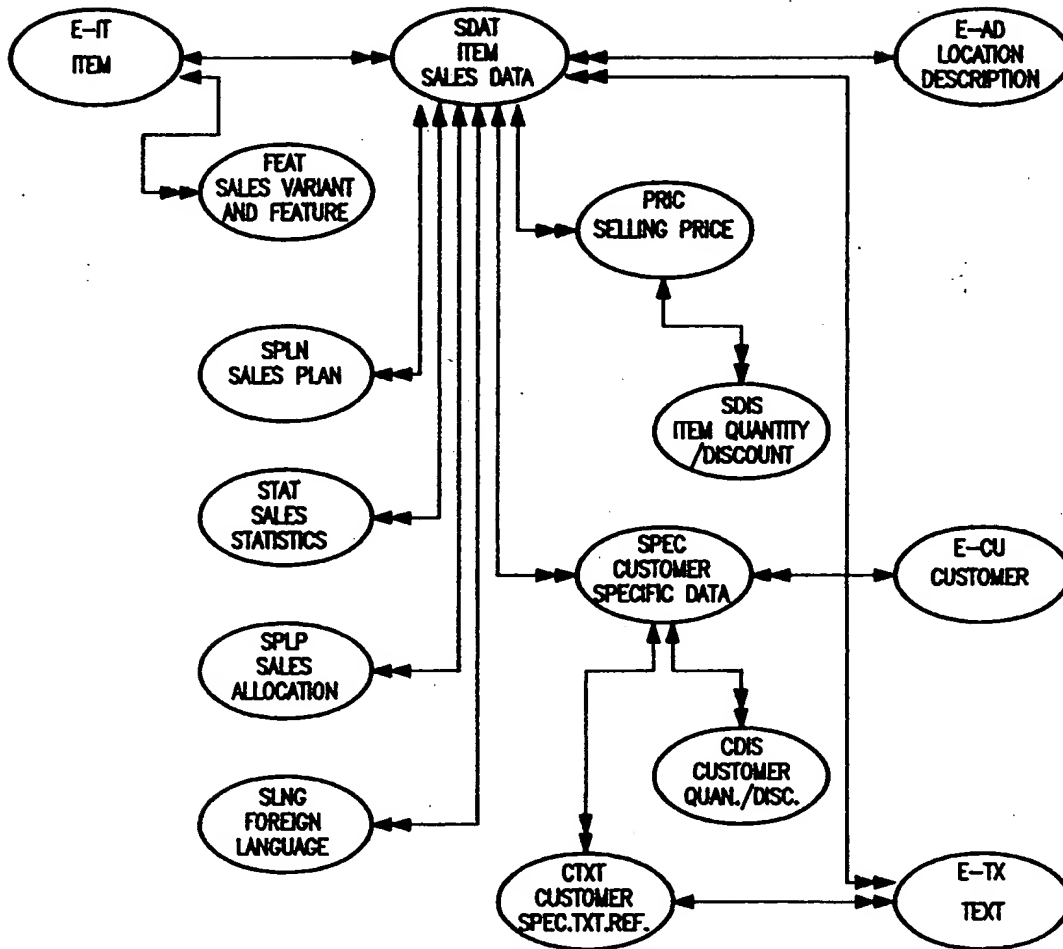 E-IT
ITEM
SDAT
ITEM
SALES DATA
E-AD
LOCATION
DESCRIPTION
FEAT
SALES VARIANT
AND FEATURE
PRIC
SELLING PRICE
SPLN
SALES PLAN
SDIS
ITEM QUANTITY
/DISCOUNT
STAT
SALES
STATISTICS
SPEC
CUSTOMER
SPECIFIC DATA
E-CU
CUSTOMER
SPLP
SALES
ALLOCATION
CDIS
CUSTOMER
QUAN./DISC.
SLNG
FOREIGN
LANGUAGE
CTXT
CUSTOMER
SPEC.TXT.REF.
E-TX
TEXT